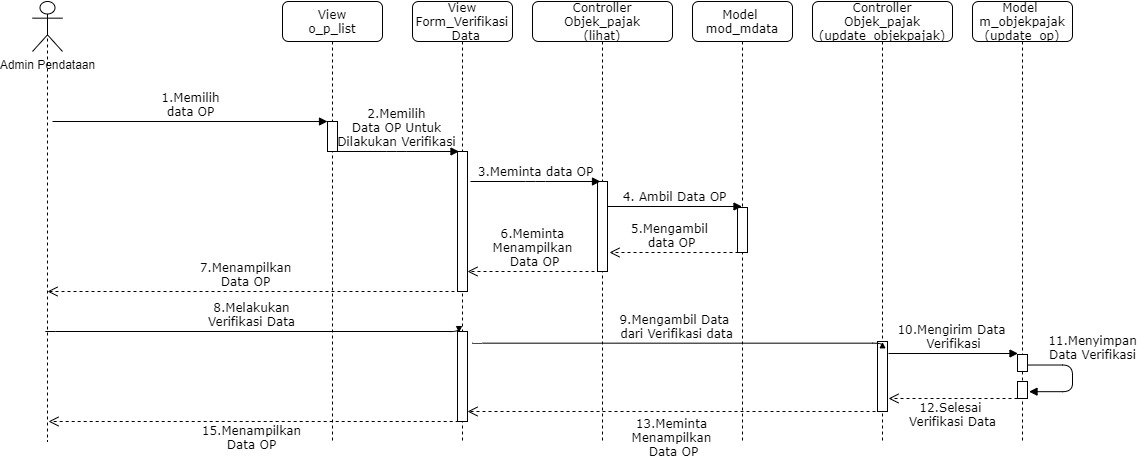 View
o_p_list
View
Form_Verifikasi
Data
Controller
Objek_pajak
(lihat)
Model
mod_mdata
Controller
Objek_pajak
(update_objekpajak)
Model
m_objekpajak
(update_op)
Admin Pendataan
1.Memilih
data OP
2.Memilih
Data OP Untuk
Dilakukan Verifikasi
3.Meminta data OP
4. Ambil Data OP
5.Mengambil
data OP
6.Meminta
Menampilkan
Data OP
7.Menampilkan
Data OP
8.Melakukan
Verifikasi Data
9.Mengambil Data
dari Verifikasi data
10.Mengirim Data
Verifikasi
11.Menyimpan
Data Verifikasi
12.Selesai
Verifikasi Data
13.Meminta
Menampilkan
Data OP
15.Menampilkan
Data OP